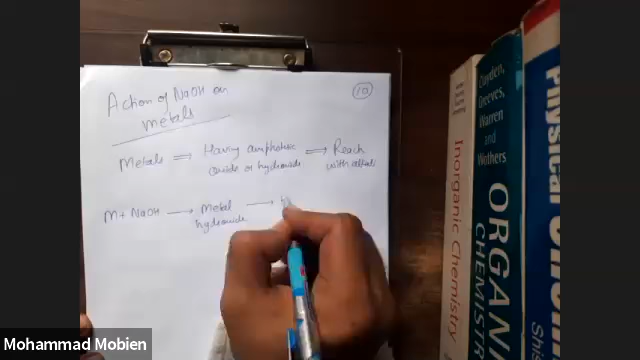 Action of NaOH on
Metals
10
Metals ⟹ Having amphoteric ⟹ React
oxide or hydroxide with alkali
M + NaOH ⟶ Metal ⟶
hydroxide
Inorganic Chemistry
Clayden,
Greeves,
Warren
and
Wothers
ORGANIC
CHEMISTRY
Physical
Mohammad Mobien